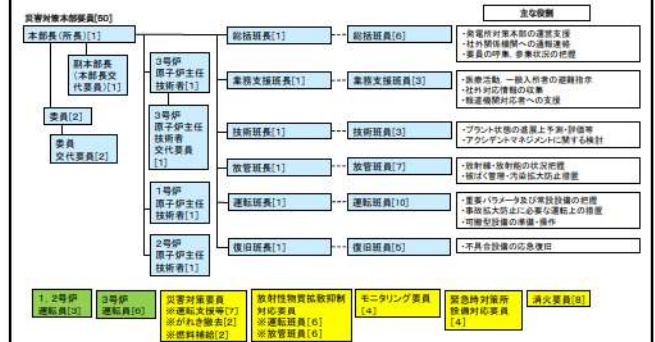 災害対策本部要員[50]
主な役割
本部長(所長)[1]
副本部長
(本部長交
代要員)[1]
委員[2]
委員
交代要員[2]
3号炉
原子炉主任
技術者[1]
3号炉
原子炉主任
技術者
交代要員
[1]
1号炉
原子炉主任
技術者[1]
2号炉
原子炉主任
技術者[1]
総括班長[1]
総括班員[6]
・発電所対策本部の運営支援
・社外関係機関への通報連絡
・要員の呼集、参集状況の把握
業務支援班長[1]
業務支援班員[3]
・医療活動、一般入所者の避難指示
・社外対応情報の収集
・報道機関対応者への支援
技術班長[1]
技術班員[3]
・プラント状態の進展上予測・評価等
・アクシデントマネジメントに関する検討
放管班長[1]
放管班員[7]
・放射線・放射能の状況把握
・被ばく管理・汚染拡大防止措置
運転班長[1]
運転班員[10]
・重要パラメータ及び常設設備の把握
・事故拡大防止に必要な運転上の措置
・可搬型設備の準備・操作
復旧班長[1]
復旧班員[5]
・不具合設備の応急復旧
1,2号炉
運転員[3]
3号炉
運転員[6]
災害対策要員
※運転支援等[7]
※がれき撤去[2]
※燃料補給[2]
放射性物質拡散抑制
対応要員
※運転班員[6]
※放管班員[6]
モニタリング要員
[4]
緊急時対策所
設備対応要員
[4]
消火要員[8]